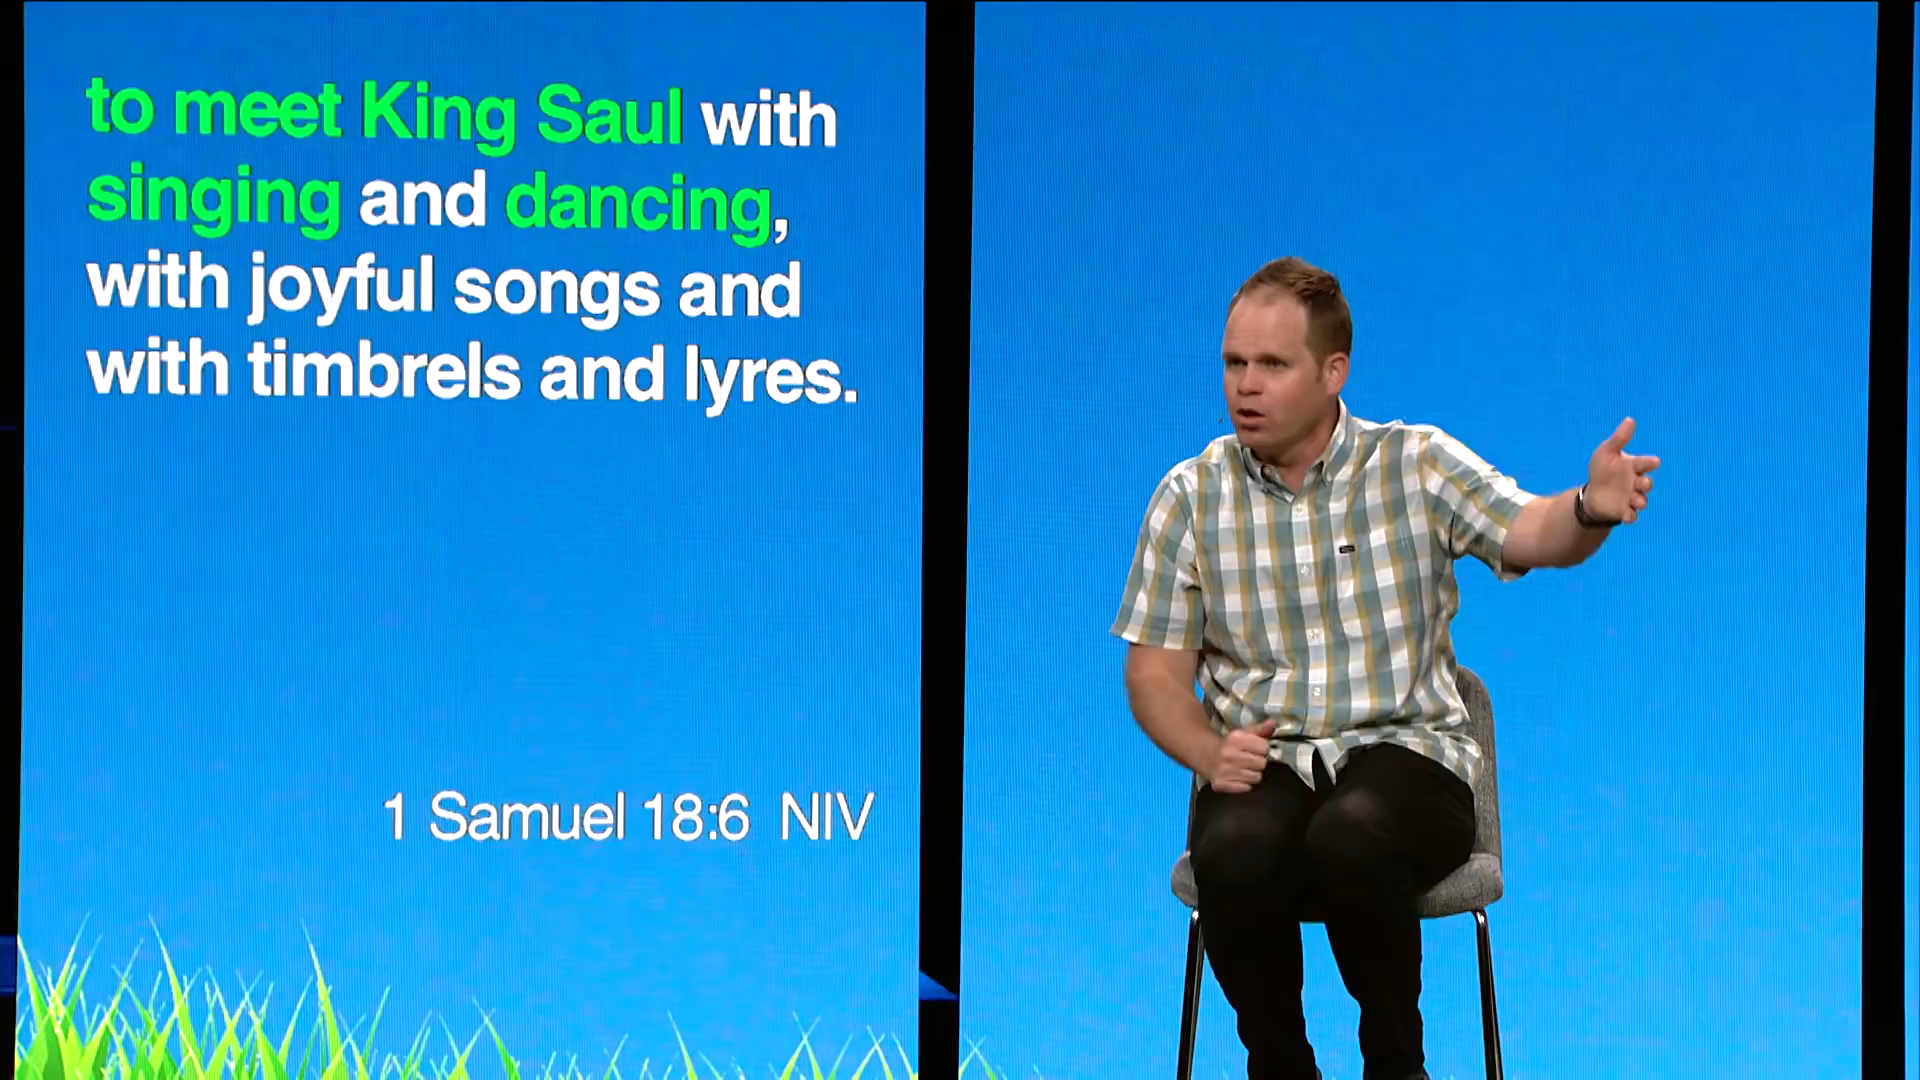 to meet King Saul with
singing and dancing,
with joyful songs and
with timbrels and lyres.
1 Samuel 18:6 NIV